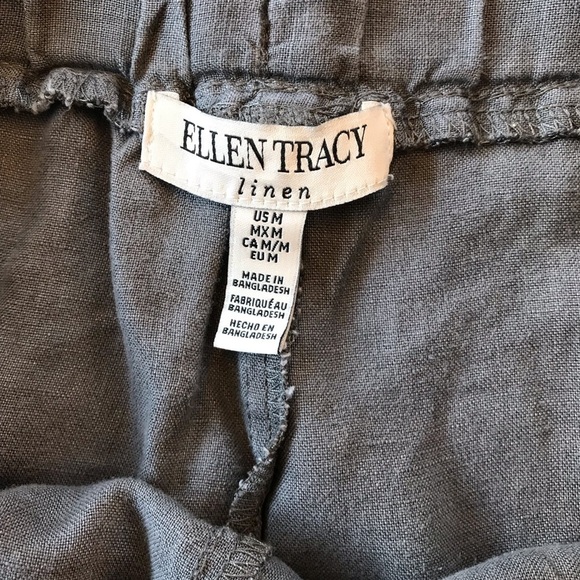 ELLEN TRACY
linen
US M
MX M
CA M/M
EU M
MADE IN
BANGLADESH
FABRIQUÉ AU
BANGLADESH
HECHO EN
BANGLADESH